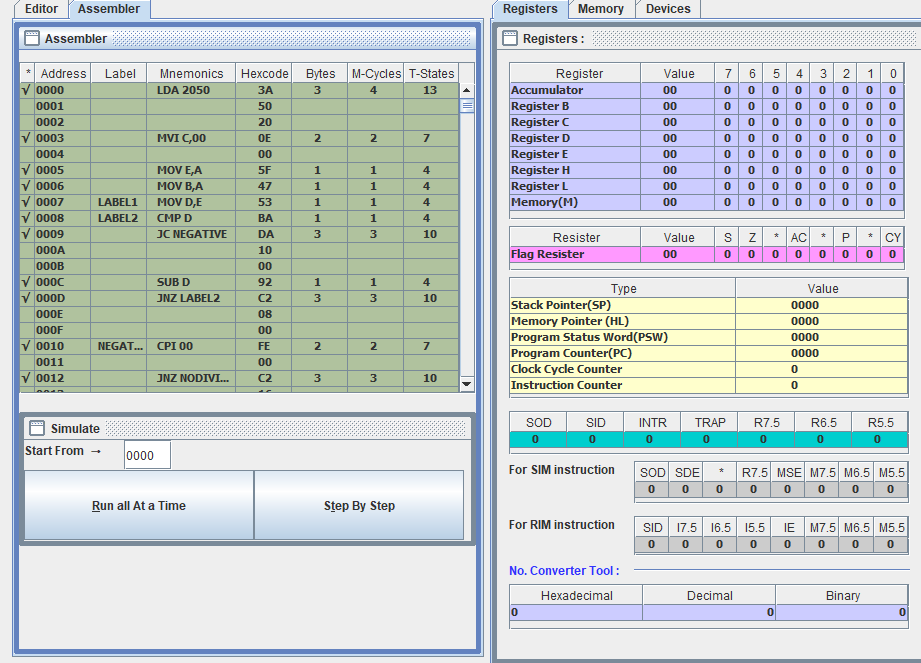 Editor Assembler
Assembler
* Address Label Mnemonics Hexcode Bytes M-Cycles T-States
√ 0000 LDA 2050 3A 3 4 13
0001 50
0002 20
√ 0003 MVI C,00 0E 2 2 7
0004 00
√ 0005 MOV E,A 5F 1 1 4
√ 0006 MOV B,A 47 1 1 4
√ 0007 LABEL1 MOV D,E 53 1 1 4
√ 0008 LABEL2 CMP D BA 1 1 4
√ 0009 JC NEGATIVE DA 3 3 10
000A 10
000B 00
√ 000C SUB D 92 1 1 4
√ 000D JNZ LABEL2 C2 3 3 10
000E 08
000F 00
√ 0010 NEGAT... CPI 00 FE 2 2 7
0011 00
√ 0012 JNZ NODIVI... C2 3 3 10
Simulate
Start From → 0000
Run all At a Time Step By Step
Registers Memory Devices
Registers :
Register Value 7 6 5 4 3 2 1 0
Accumulator 00 0 0 0 0 0 0 0 0
Register B 00 0 0 0 0 0 0 0 0
Register C 00 0 0 0 0 0 0 0 0
Register D 00 0 0 0 0 0 0 0 0
Register E 00 0 0 0 0 0 0 0 0
Register H 00 0 0 0 0 0 0 0 0
Register L 00 0 0 0 0 0 0 0 0
Memory(M) 00 0 0 0 0 0 0 0 0
Resister Value S Z * AC * P * CY
Flag Resister 00 0 0 0 0 0 0 0 0
Type Value
Stack Pointer(SP) 0000
Memory Pointer (HL) 0000
Program Status Word(PSW) 0000
Program Counter(PC) 0000
Clock Cycle Counter 0
Instruction Counter 0
SOD SID INTR TRAP R7.5 R6.5 R5.5
0 0 0 0 0 0 0
For SIM instruction
SOD SDE * R7.5 MSE M7.5 M6.5 M5.5
0 0 0 0 0 0 0 0
For RIM instruction
SID I7.5 I6.5 I5.5 IE M7.5 M6.5 M5.5
0 0 0 0 0 0 0 0
No. Converter Tool :
Hexadecimal Decimal Binary
0 0 0